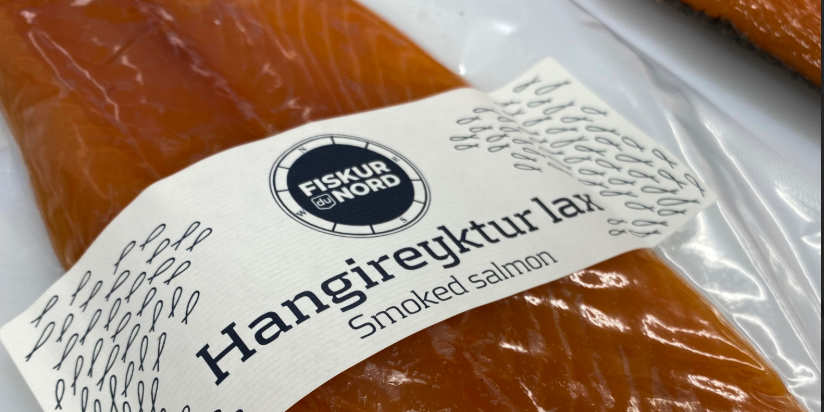 N
FISKUR
du NORD
W
S
Hangireyktur lax
Smoked salmon